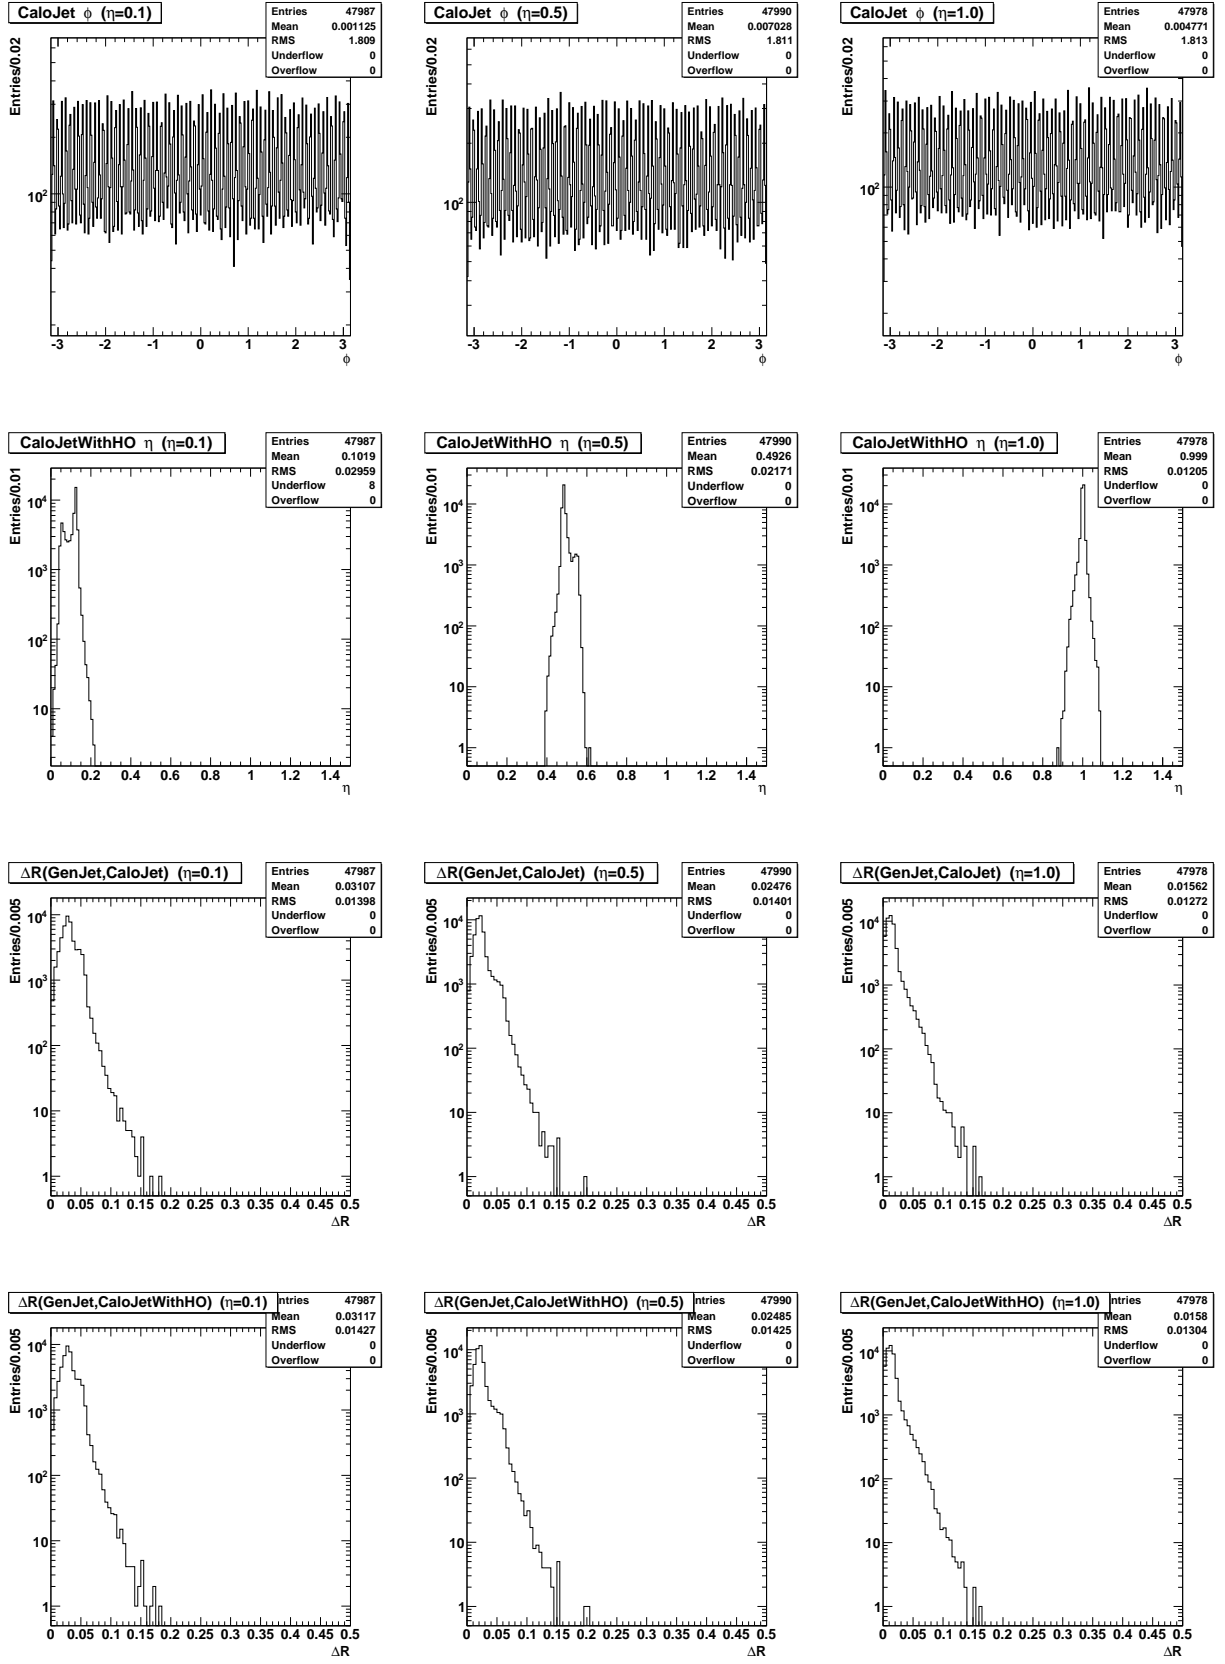 CaloJet ϕ (η=0.1)
Entries 47987
Mean 0.001125
RMS 1.809
Underflow 0
Overflow 0
Entries/0.02
10²
-3 -2 -1 0 1 2 3
ϕ
CaloJet ϕ (η=0.5)
Entries 47990
Mean 0.007028
RMS 1.811
Underflow 0
Overflow 0
Entries/0.02
10²
-3 -2 -1 0 1 2 3
ϕ
CaloJet ϕ (η=1.0)
Entries 47978
Mean 0.004771
RMS 1.813
Underflow 0
Overflow 0
Entries/0.02
10²
-3 -2 -1 0 1 2 3
ϕ
CaloJetWithHO η (η=0.1)
Entries 47987
Mean 0.1019
RMS 0.02959
Underflow 8
Overflow 0
Entries/0.01
10⁴
10³
10²
10
0 0.2 0.4 0.6 0.8 1 1.2 1.4
η
CaloJetWithHO η (η=0.5)
Entries 47990
Mean 0.4926
RMS 0.02171
Underflow 0
Overflow 0
Entries/0.01
10⁴
10³
10²
10
1
0 0.2 0.4 0.6 0.8 1 1.2 1.4
η
CaloJetWithHO η (η=1.0)
Entries 47978
Mean 0.999
RMS 0.01205
Underflow 0
Overflow 0
Entries/0.01
10⁴
10³
10²
10
1
0 0.2 0.4 0.6 0.8 1 1.2 1.4
η
ΔR(GenJet,CaloJet) (η=0.1)
Entries 47987
Mean 0.03107
RMS 0.01398
Underflow 0
Overflow 0
Entries/0.005
10⁴
10³
10²
10
1
0 0.05 0.1 0.15 0.2 0.25 0.3 0.35 0.4 0.45 0.5
ΔR
ΔR(GenJet,CaloJet) (η=0.5)
Entries 47990
Mean 0.02476
RMS 0.01401
Underflow 0
Overflow 0
Entries/0.005
10⁴
10³
10²
10
1
0 0.05 0.1 0.15 0.2 0.25 0.3 0.35 0.4 0.45 0.5
ΔR
ΔR(GenJet,CaloJet) (η=1.0)
Entries 47978
Mean 0.01562
RMS 0.01272
Underflow 0
Overflow 0
Entries/0.005
10⁴
10³
10²
10
1
0 0.05 0.1 0.15 0.2 0.25 0.3 0.35 0.4 0.45 0.5
ΔR
ΔR(GenJet,CaloJetWithHO) (η=0.1)
ntries 47987
Mean 0.03117
RMS 0.01427
Underflow 0
Overflow 0
Entries/0.005
10⁴
10³
10²
10
1
0 0.05 0.1 0.15 0.2 0.25 0.3 0.35 0.4 0.45 0.5
ΔR
ΔR(GenJet,CaloJetWithHO) (η=0.5)
ntries 47990
Mean 0.02485
RMS 0.01425
Underflow 0
Overflow 0
Entries/0.005
10⁴
10³
10²
10
1
0 0.05 0.1 0.15 0.2 0.25 0.3 0.35 0.4 0.45 0.5
ΔR
ΔR(GenJet,CaloJetWithHO) (η=1.0)
ntries 47978
Mean 0.0158
RMS 0.01304
Underflow 0
Overflow 0
Entries/0.005
10⁴
10³
10²
10
1
0 0.05 0.1 0.15 0.2 0.25 0.3 0.35 0.4 0.45 0.5
ΔR